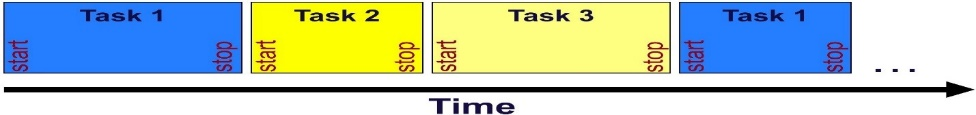 Task 1 Task 2 Task 3 Task 1
start stop start stop start stop start stop
. . .
Time